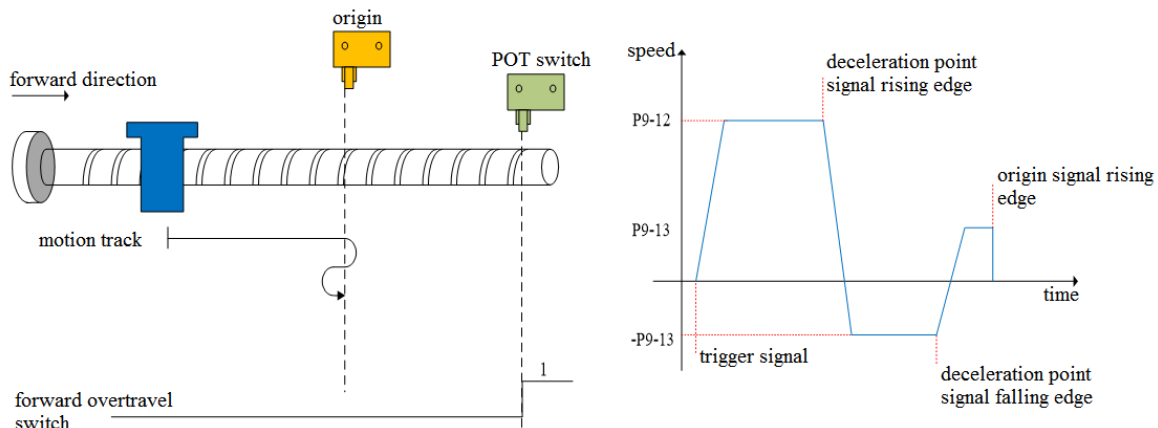 origin
POT switch
forward direction
motion track
1
forward overtravel
switch
speed
deceleration point
signal rising edge
P9-12
origin signal rising
edge
P9-13
time
-P9-13
trigger signal
deceleration point
signal falling edge